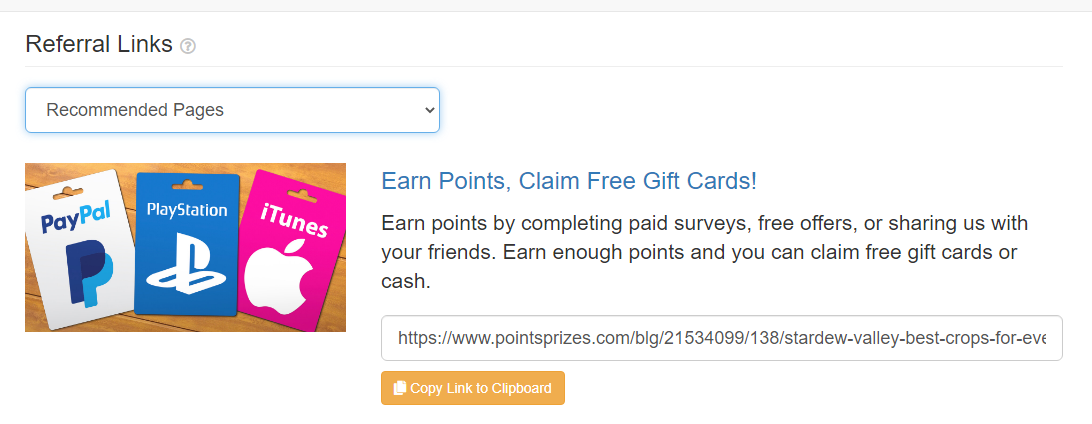 Referral Links
Recommended Pages
PayPal
PlayStation
iTunes
Earn Points, Claim Free Gift Cards!
Earn points by completing paid surveys, free offers, or sharing us with
your friends. Earn enough points and you can claim free gift cards or
cash.
https://www.pointsprizes.com/blg/21534099/138/stardew-valley-best-crops-for-eve
Copy Link to Clipboard